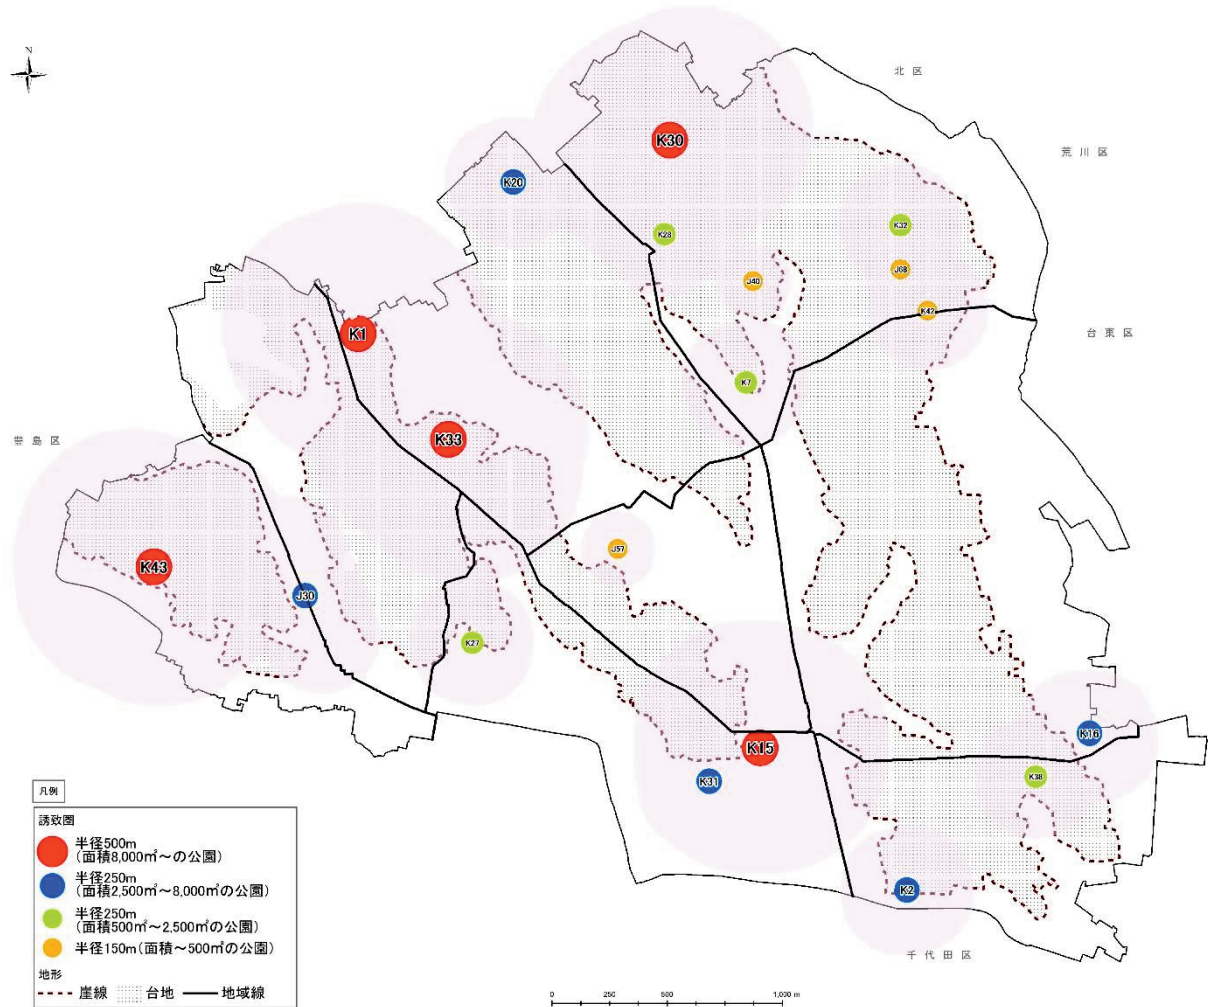 N
北区
荒川区
K30
K20
K32
K28
J68
J40
K42
K1
台東区
K7
豊島区
K33
J57
K43
J30
K27
K16
K15
K38
K31
K2
千代田区
凡例
誘致圏
半径500m
(面積8,000㎡〜の公園)
半径250m
(面積2,500㎡〜8,000㎡の公園)
半径250m
(面積500㎡〜2,500㎡の公園)
半径150m(面積〜500㎡の公園)
地形
崖線 台地 地域線
0 250 500 1,000 m